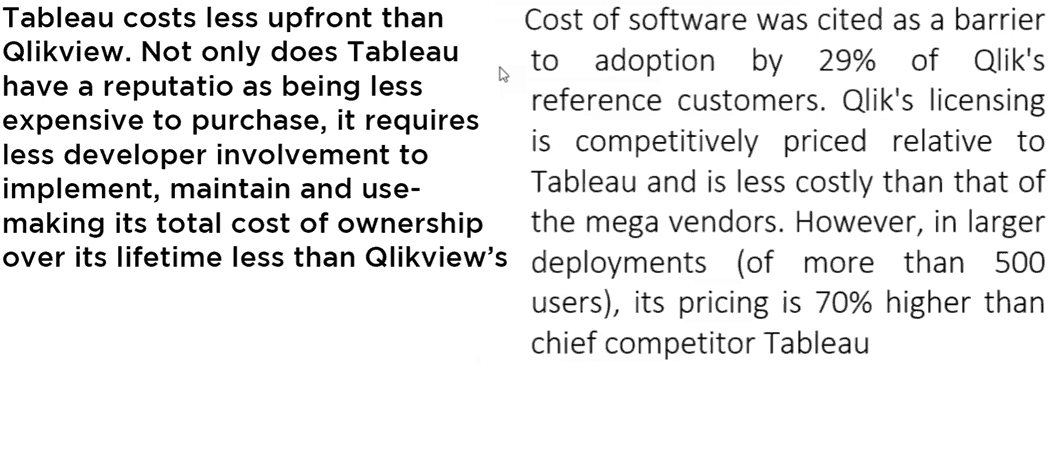 Tableau costs less upfront than
Qlikview. Not only does Tableau
have a reputatio as being less
expensive to purchase, it requires
less developer involvement to
implement, maintain and use-
making its total cost of ownership
over its lifetime less than Qlikview’s
Cost of software was cited as a barrier
to adoption by 29% of Qlik's
reference customers. Qlik's licensing
is competitively priced relative to
Tableau and is less costly than that of
the mega vendors. However, in larger
deployments (of more than 500
users), its pricing is 70% higher than
chief competitor Tableau